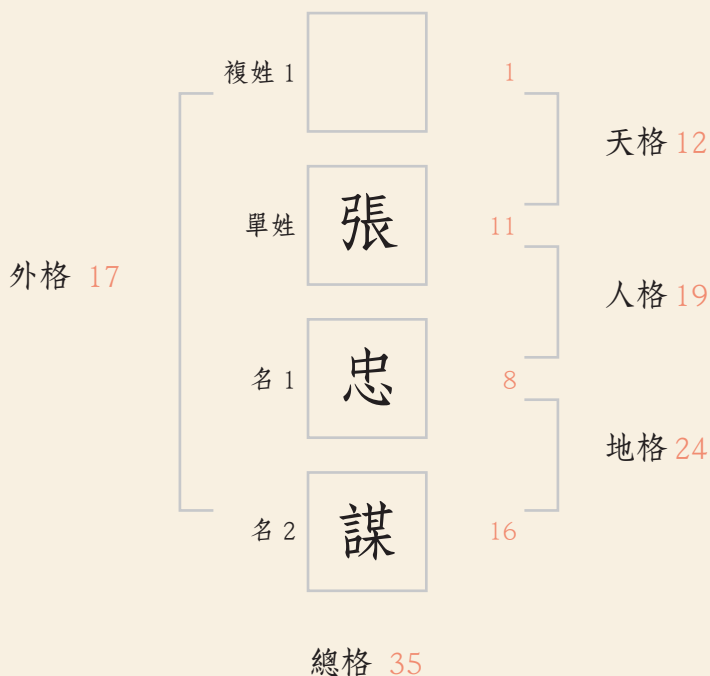 複姓 1
1
天格 12
單姓
張
11
外格 17
人格 19
名 1
忠
8
地格 24
名 2
謀
16
總格 35